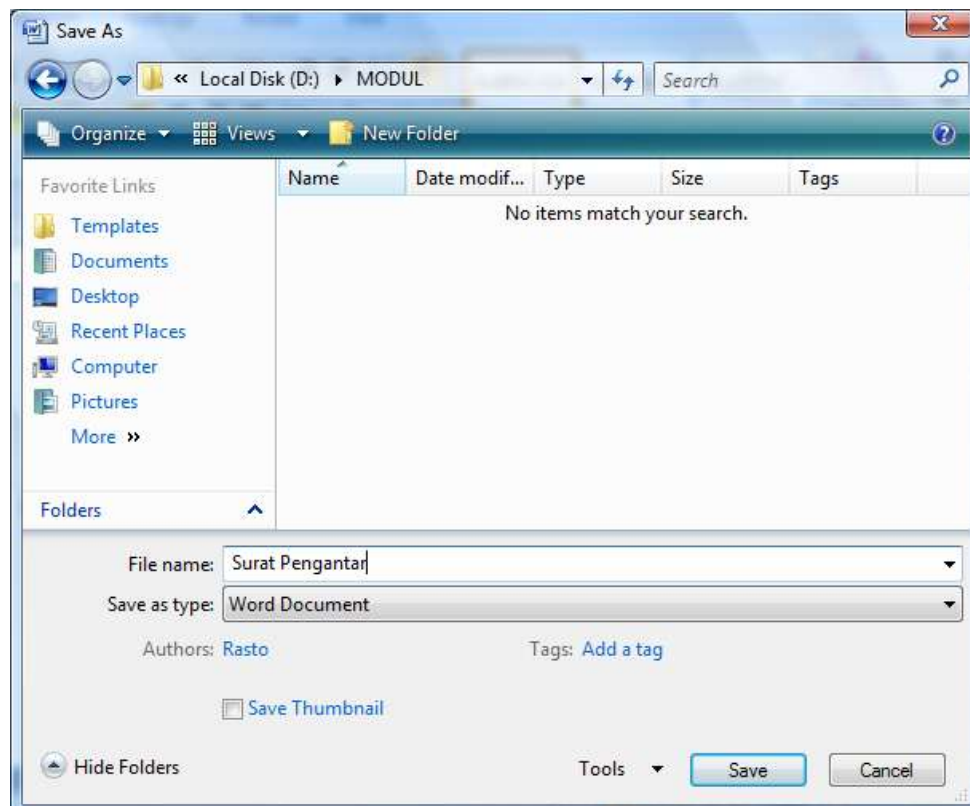 Save As
« Local Disk (D:) ▸ MODUL Search
Organize Views New Folder
Favorite Links
Templates
Documents
Desktop
Recent Places
Computer
Pictures
More »
Folders
Name Date modif... Type Size Tags
No items match your search.
File name: Surat Pengantar
Save as type: Word Document
Authors: Rasto Tags: Add a tag
Save Thumbnail
Hide Folders Tools Save Cancel